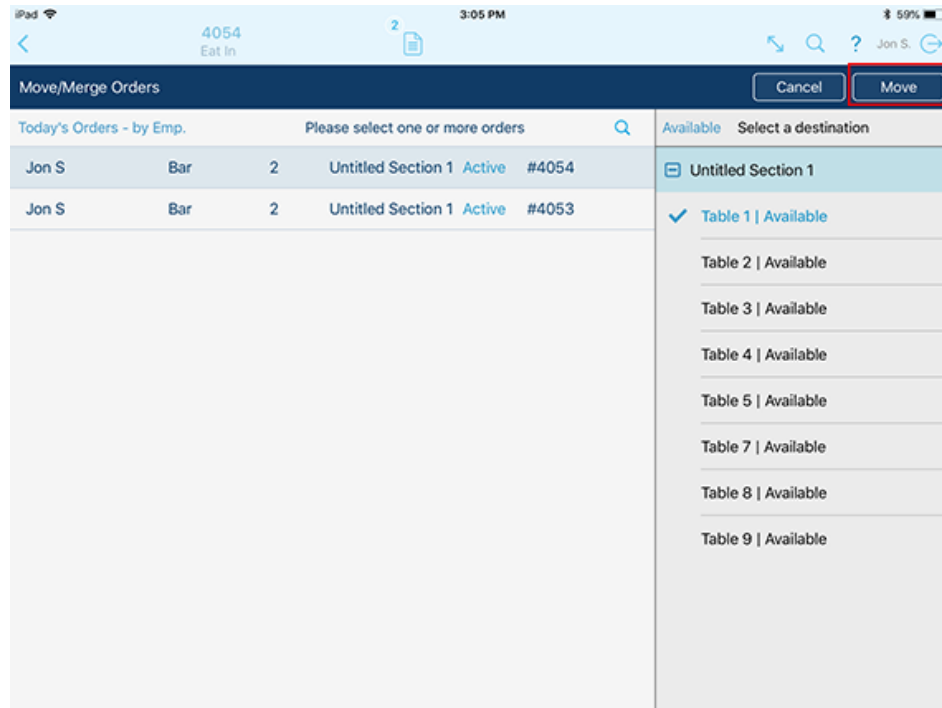 iPad 3:05 PM 59%
4054 2
Eat In ? Jon S.
Move/Merge Orders Cancel Move
Today's Orders - by Emp. Please select one or more orders Available Select a destination
Jon S Bar 2 Untitled Section 1 Active #4054 Untitled Section 1
Jon S Bar 2 Untitled Section 1 Active #4053 Table 1 | Available
Table 2 | Available
Table 3 | Available
Table 4 | Available
Table 5 | Available
Table 7 | Available
Table 8 | Available
Table 9 | Available